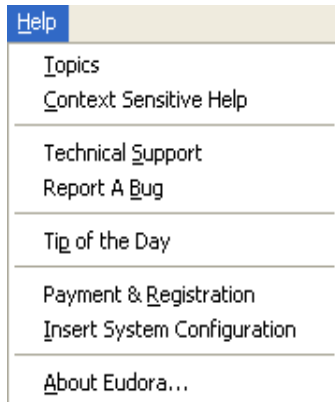 Help
Topics
Context Sensitive Help
Technical Support
Report A Bug
Tip of the Day
Payment & Registration
Insert System Configuration
About Eudora...